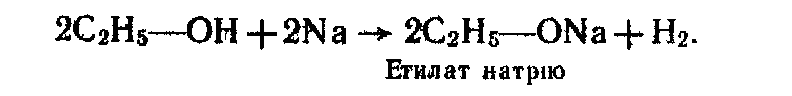 2C₂H₅—OH + 2Na → 2C₂H₅—ONa + H₂.
Етилат натрію